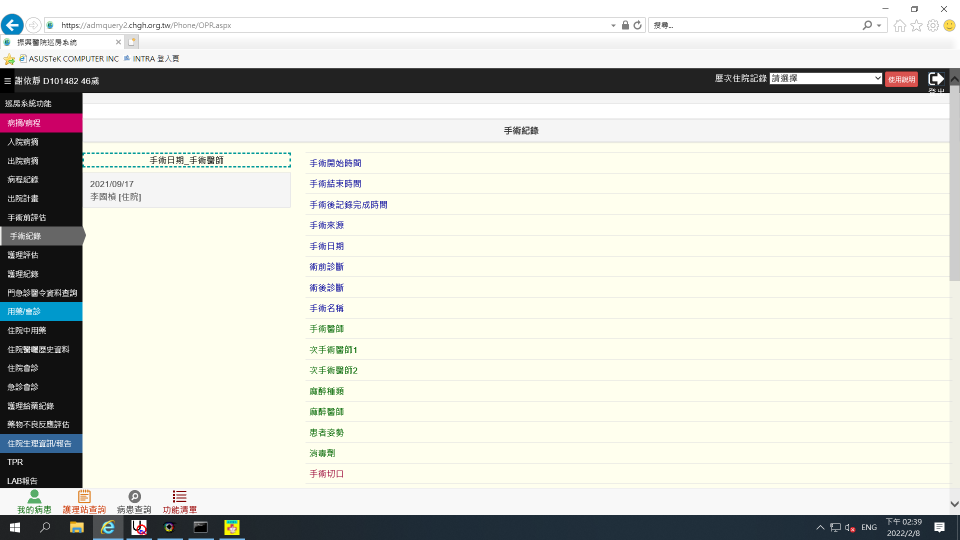 https://admquery2.chgh.org.tw/Phone/OPR.aspx
搜尋...
振興醫院巡房系統
ASUSTeK COMPUTER INC
INTRA 登入頁
謝依靜 D101482 46歲
歷次住院記錄
請選擇
使用說明
登出
巡房系統功能
病摘/病程
入院病摘
出院病摘
病程紀錄
出院計畫
手術前評估
手術紀錄
護理評估
護理紀錄
門急診醫令資料查詢
用藥/會診
住院中用藥
住院醫囑歷史資料
住院會診
急診會診
護理給藥紀錄
藥物不良反應評估
住院生理資訊/報告
TPR
LAB報告
手術紀錄
手術日期_手術醫師
2021/09/17
李國楨 [住院]
手術開始時間
手術結束時間
手術後記錄完成時間
手術來源
手術日期
術前診斷
術後診斷
手術名稱
手術醫師
次手術醫師1
次手術醫師2
麻醉種類
麻醉醫師
患者姿勢
消毒劑
手術切口
我的病患
護理站查詢
病患查詢
功能清單
ENG
下午 02:39
2022/2/8